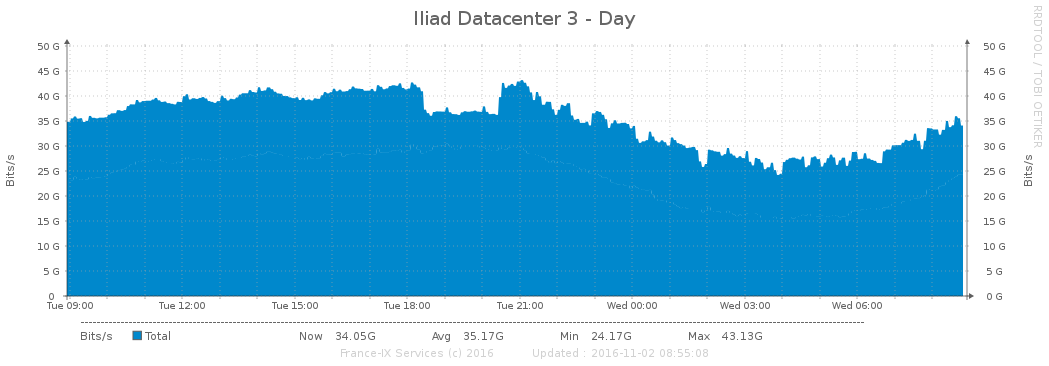 Iliad Datacenter 3 - Day
RRDTOOL / TOBI OETIKER
Bits/s
50 G 50 G
45 G 45 G
40 G 40 G
35 G 35 G
30 G 30 G
25 G 25 G
20 G 20 G
15 G 15 G
10 G 10 G
5 G 5 G
0 0 G
Bits/s
Tue 09:00 Tue 12:00 Tue 15:00 Tue 18:00 Tue 21:00 Wed 00:00 Wed 03:00 Wed 06:00
Bits/s Total Now 34.05G Avg 35.17G Min 24.17G Max 43.13G
France-IX Services (c) 2016 Updated : 2016-11-02 08:55:08